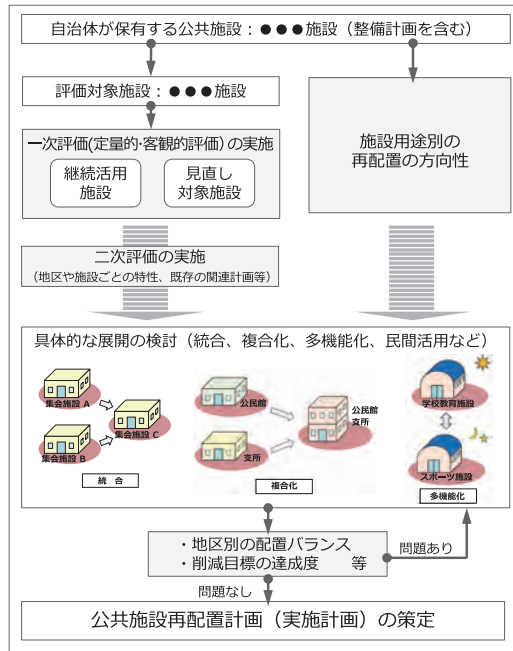 自治体が保有する公共施設：●●●施設（整備計画を含む）
評価対象施設：●●●施設
一次評価(定量的･客観的評価）の実施
継続活用
施設
見直し
対象施設
施設用途別の
再配置の方向性
二次評価の実施
（地区や施設ごとの特性、既存の関連計画等）
具体的な展開の検討（統合、複合化、多機能化、民間活用など）
集会施設 A
集会施設 B
集会施設 C
統 合
公民館
支所
公民館
支所
複合化
学校教育施設
スポーツ施設
多機能化
・地区別の配置バランス
・削減目標の達成度　等
問題あり
問題なし
公共施設再配置計画（実施計画）の策定